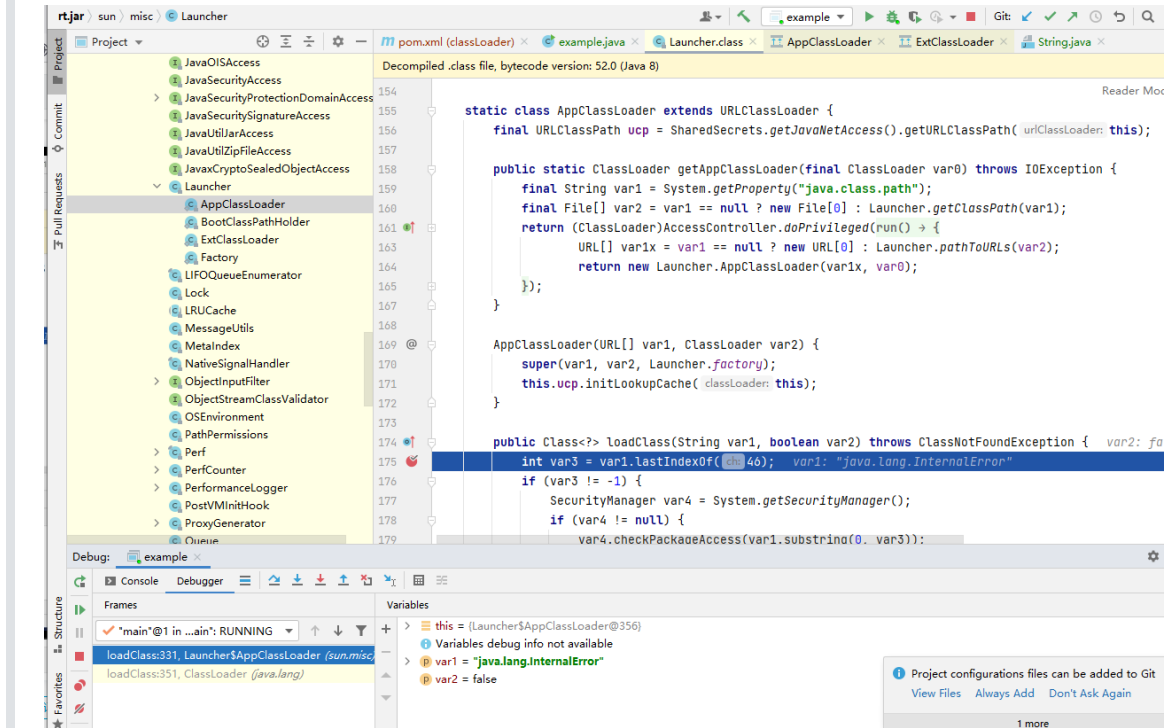 rt.jar sun misc Launcher
example
Git:
Project
pom.xml (classLoader)
example.java
Launcher.class
AppClassLoader
ExtClassLoader
String.java
Decompiled .class file, bytecode version: 52.0 (Java 8)
Reader Mod
Project
Commit
Pull Requests
Structure
Favorites
JavaOISAccess
JavaSecurityAccess
JavaSecurityProtectionDomainAccess
JavaSecuritySignatureAccess
JavaUtilJarAccess
JavaUtilZipFileAccess
JavaxCryptoSealedObjectAccess
Launcher
AppClassLoader
BootClassPathHolder
ExtClassLoader
Factory
LIFOQueueEnumerator
Lock
LRUCache
MessageUtils
MetaIndex
NativeSignalHandler
ObjectInputFilter
ObjectStreamClassValidator
OSEnvironment
PathPermissions
Perf
PerfCounter
PerformanceLogger
PostVMInitHook
ProxyGenerator
Queue
154
155 static class AppClassLoader extends URLClassLoader {
156 final URLClassPath ucp = SharedSecrets.getJavaNetAccess().getURLClassPath( urlClassLoader: this);
157
158 public static ClassLoader getAppClassLoader(final ClassLoader var0) throws IOException {
159 final String var1 = System.getProperty("java.class.path");
160 final File[] var2 = var1 == null ? new File[0] : Launcher.getClassPath(var1);
161 return (ClassLoader)AccessController.doPrivileged(run() → {
163 URL[] var1x = var1 == null ? new URL[0] : Launcher.pathToURLs(var2);
164 return new Launcher.AppClassLoader(var1x, var0);
165 });
167 }
168
169 @ AppClassLoader(URL[] var1, ClassLoader var2) {
170 super(var1, var2, Launcher.factory);
171 this.ucp.initLookupCache( classLoader: this);
172 }
173
174 public Class<?> loadClass(String var1, boolean var2) throws ClassNotFoundException { var2: fa
175 int var3 = var1.lastIndexOf( ch: 46); var1: "java.lang.InternalError"
176 if (var3 != -1) {
177 SecurityManager var4 = System.getSecurityManager();
178 if (var4 != null) {
179 var4.checkPackageAccess(var1.substring(0, var3));
Debug: example
Console Debugger
Frames
Variables
"main"@1 in ...ain": RUNNING
loadClass:331, Launcher$AppClassLoader (sun.misc)
loadClass:351, ClassLoader (java.lang)
this = {Launcher$AppClassLoader@356}
Variables debug info not available
var1 = "java.lang.InternalError"
var2 = false
Project configurations files can be added to Git
View Files Always Add Don't Ask Again
1 more